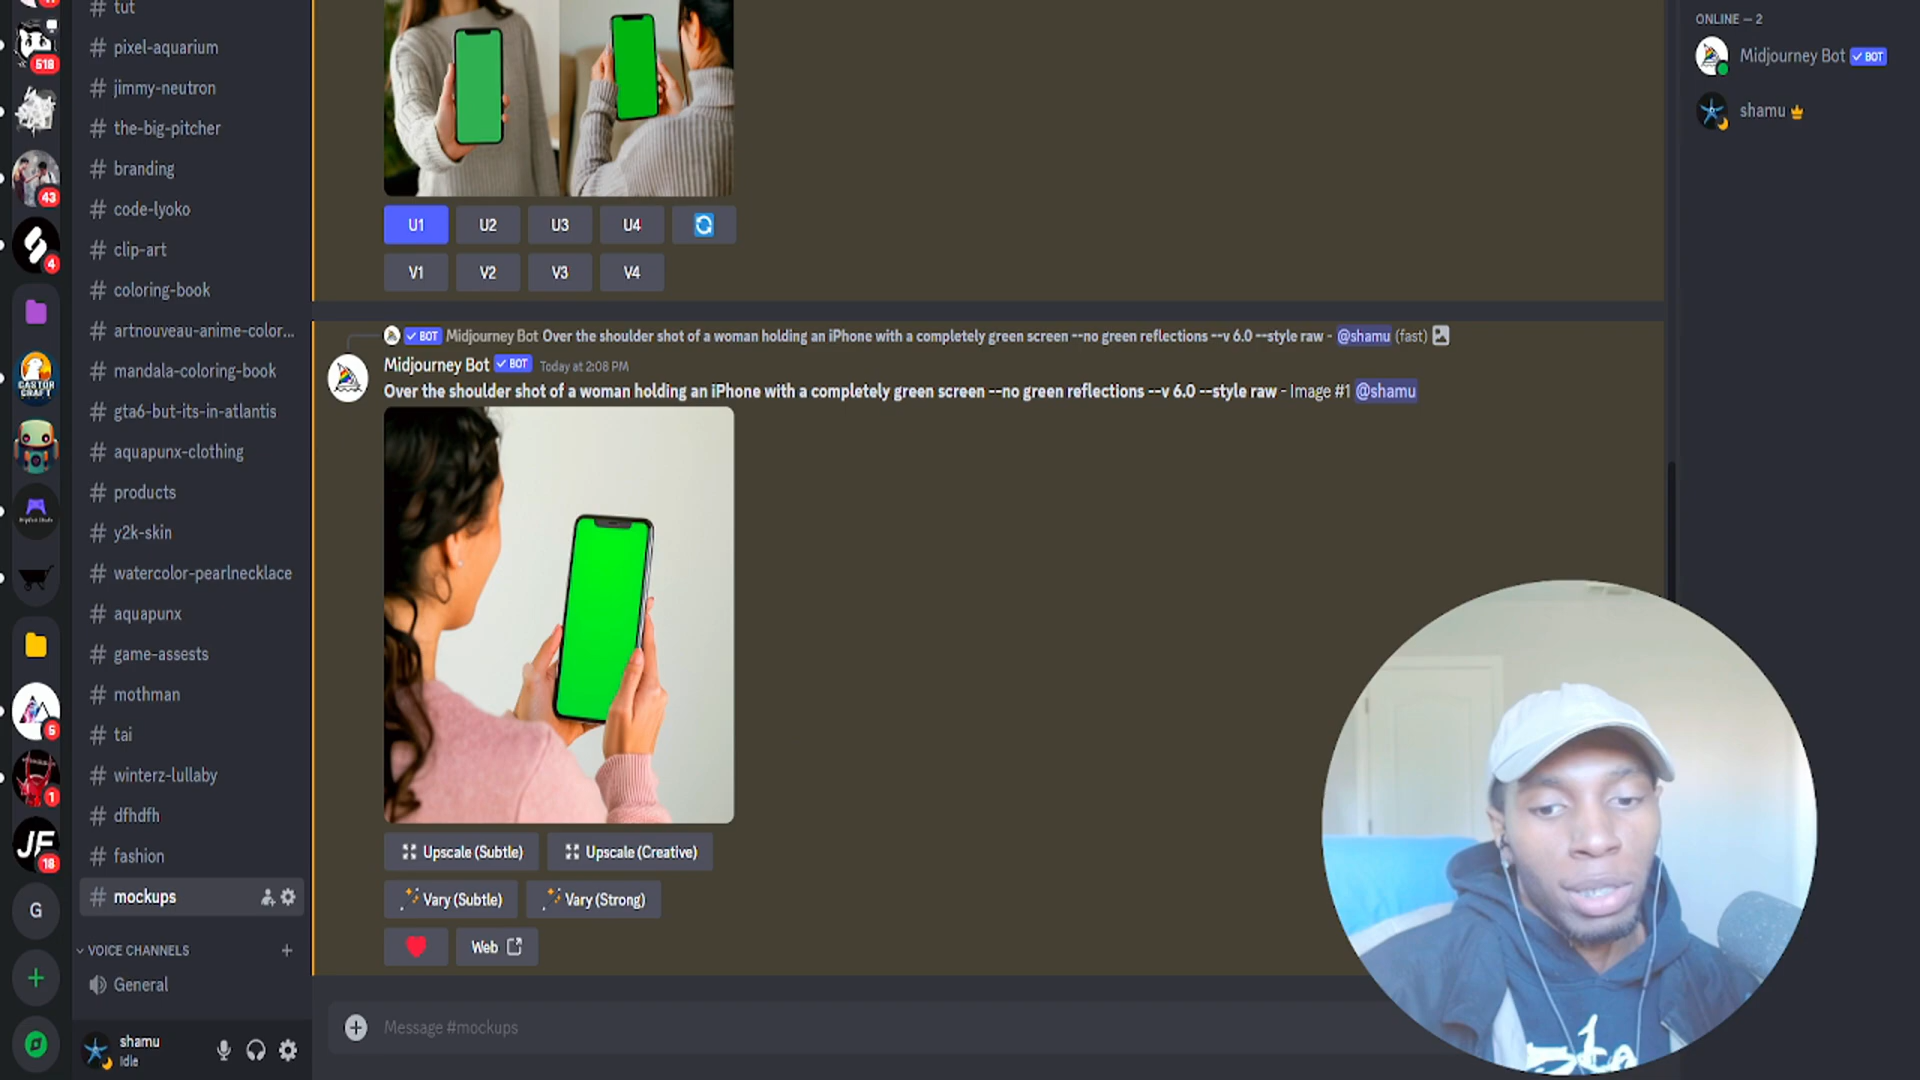 tut
518
pixel-aquarium
jimmy-neutron
the-big-pitcher
branding
43
code-lyoko
4
clip-art
coloring-book
artnouveau-anime-color...
mandala-coloring-book
CASTOR
CRAFT
gta6-but-its-in-atlantis
aquapunx-clothing
products
y2k-skin
watercolor-pearlnecklace
aquapunx
game-assests
mothman
6
tai
winterz-lullaby
1
dfhdfh
JF
18
fashion
G
mockups
VOICE CHANNELS
General
shamu
Idle
U1 U2 U3 U4
V1 V2 V3 V4
BOT Midjourney Bot Over the shoulder shot of a woman holding an iPhone with a completely green screen --no green reflections --v 6.0 --style raw - @shamu (fast)
Midjourney Bot BOT Today at 2:08 PM
Over the shoulder shot of a woman holding an iPhone with a completely green screen --no green reflections --v 6.0 --style raw - Image #1 @shamu
Upscale (Subtle) Upscale (Creative)
Vary (Subtle) Vary (Strong)
Web
Message #mockups
ONLINE — 2
Midjourney Bot BOT
shamu